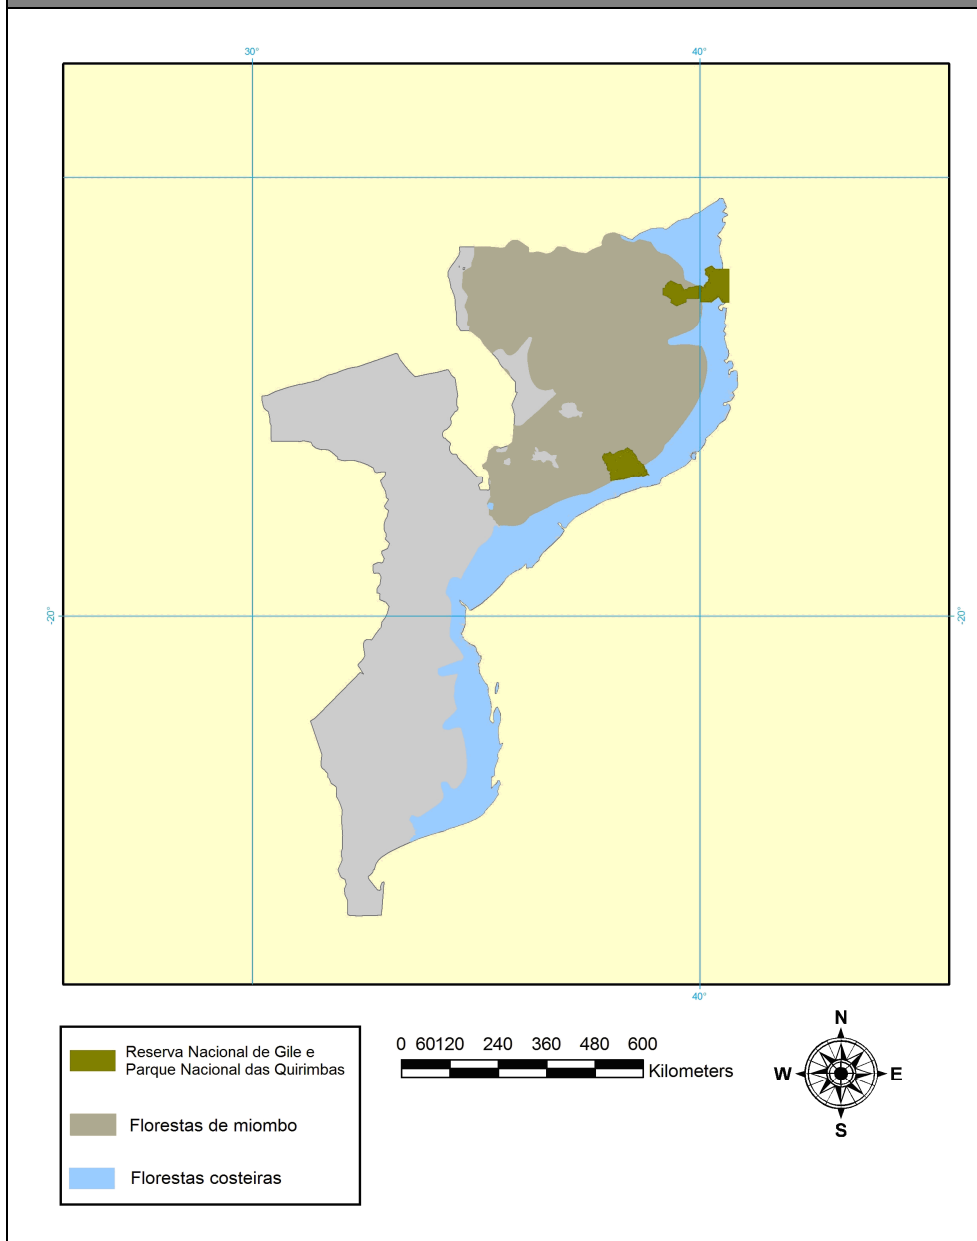 30°
40°
-20°
-20°
40°
Reserva Nacional de Gile e
Parque Nacional das Quirimbas
Florestas de miombo
Florestas costeiras
0 60120 240 360 480 600
Kilometers
N
W
E
S